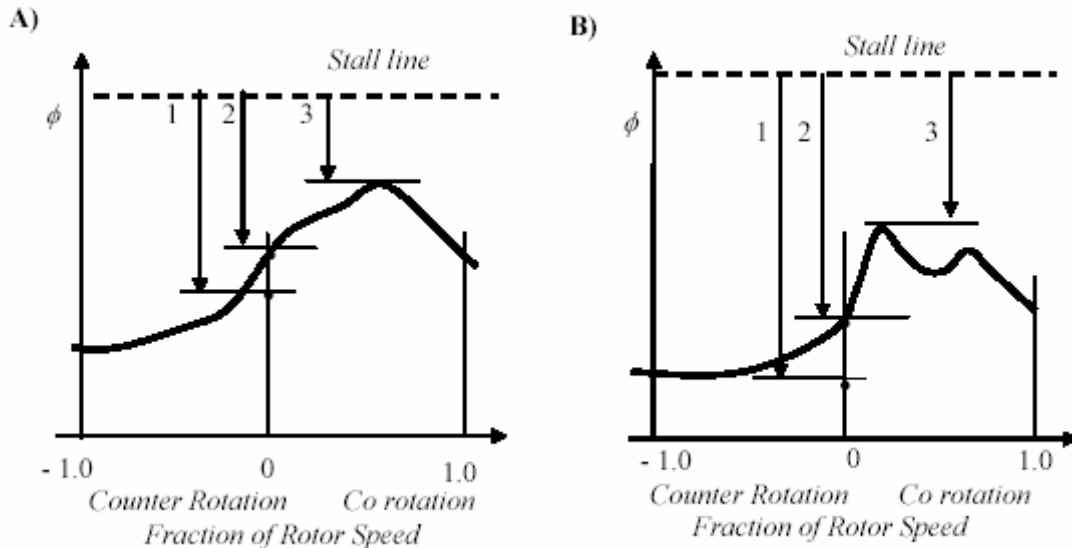 A)
Stall line
ϕ
1
2
3
- 1.0
0
1.0
Counter Rotation
Co rotation
Fraction of Rotor Speed
B)
Stall line
ϕ
1
2
3
- 1.0
0
1.0
Counter Rotation
Co rotation
Fraction of Rotor Speed